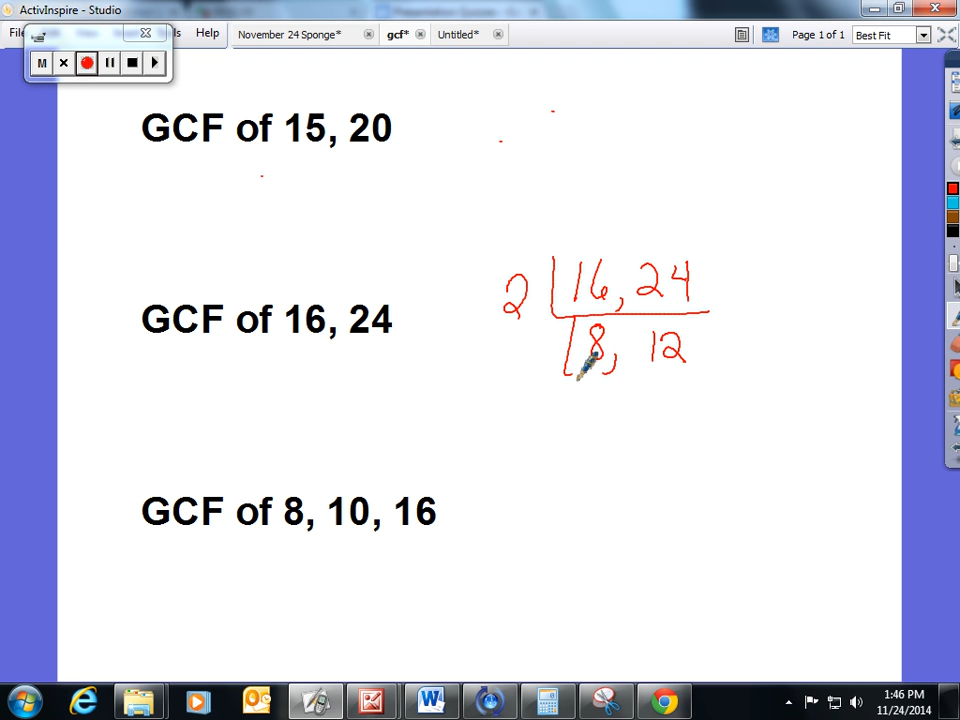 ActivInspire - Studio
Help
November 24 Sponge*
gcf*
Untitled*
Page 1 of 1
Best Fit
M
GCF of 15, 20
2 16, 24
GCF of 16, 24
8, 12
GCF of 8, 10, 16
1:46 PM
11/24/2014